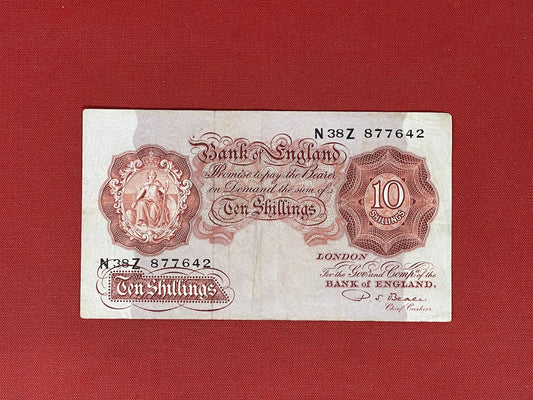 N38Z 877642
Bank of England
Promise to pay the Bearer
on Demand the sum of
Ten Shillings
10
SHILLINGS
N38Z 877642
Ten Shillings
LONDON
For the Govr. and Compa. of the
BANK OF ENGLAND.
P S Beale
Chief Cashier.